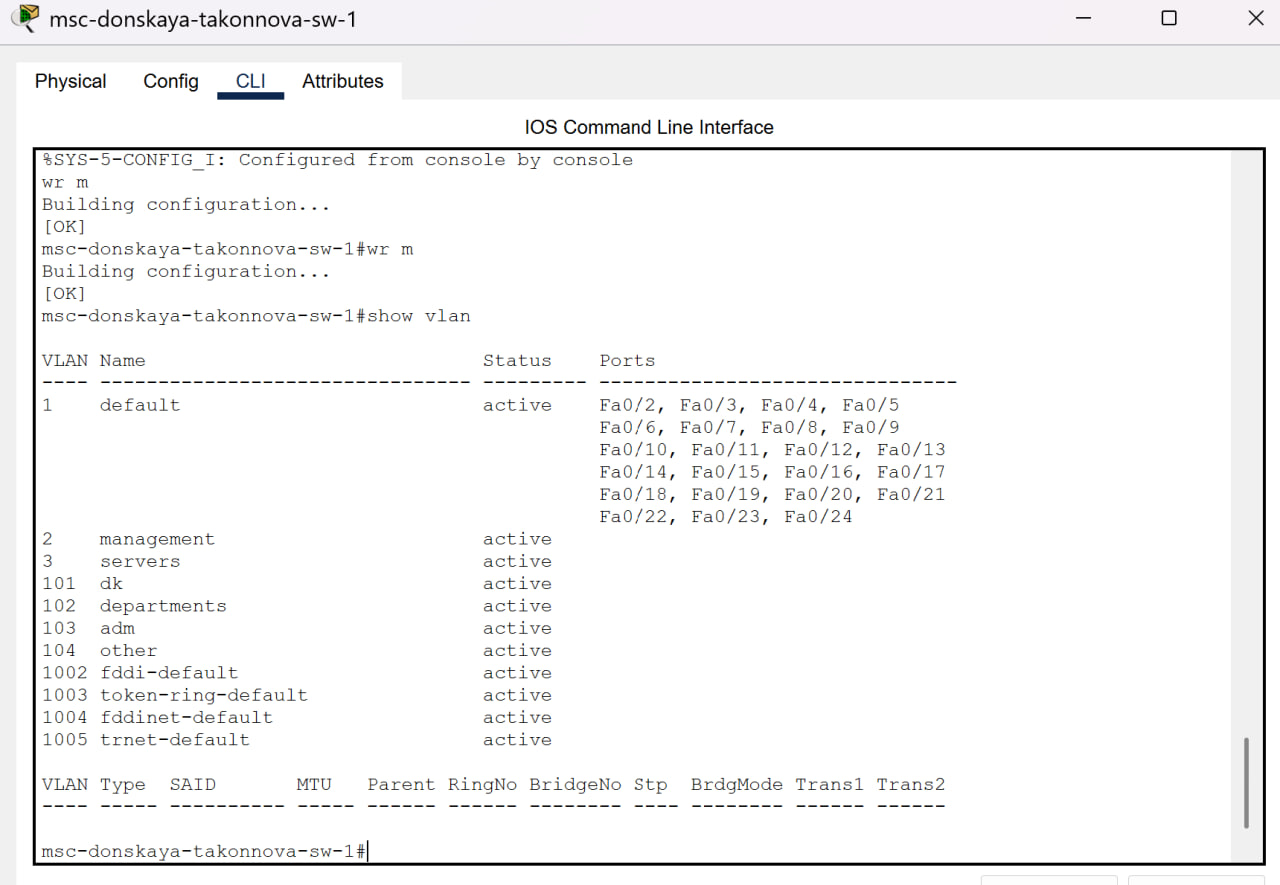 msc-donskaya-takonnova-sw-1
Physical Config CLI Attributes
IOS Command Line Interface
%SYS-5-CONFIG_I: Configured from console by console
wr m
Building configuration...
[OK]
msc-donskaya-takonnova-sw-1#wr m
Building configuration...
[OK]
msc-donskaya-takonnova-sw-1#show vlan
VLAN Name                             Status    Ports
---- -------------------------------- --------- -------------------------------
1    default                          active    Fa0/2, Fa0/3, Fa0/4, Fa0/5
                                                Fa0/6, Fa0/7, Fa0/8, Fa0/9
                                                Fa0/10, Fa0/11, Fa0/12, Fa0/13
                                                Fa0/14, Fa0/15, Fa0/16, Fa0/17
                                                Fa0/18, Fa0/19, Fa0/20, Fa0/21
                                                Fa0/22, Fa0/23, Fa0/24
2    management                       active
3    servers                          active
101  dk                               active
102  departments                      active
103  adm                              active
104  other                            active
1002 fddi-default                     active
1003 token-ring-default               active
1004 fddinet-default                  active
1005 trnet-default                    active
VLAN Type  SAID       MTU   Parent RingNo BridgeNo Stp  BrdgMode Trans1 Trans2
---- ----- ---------- ----- ------ ------ -------- ---- -------- ------ ------
msc-donskaya-takonnova-sw-1#